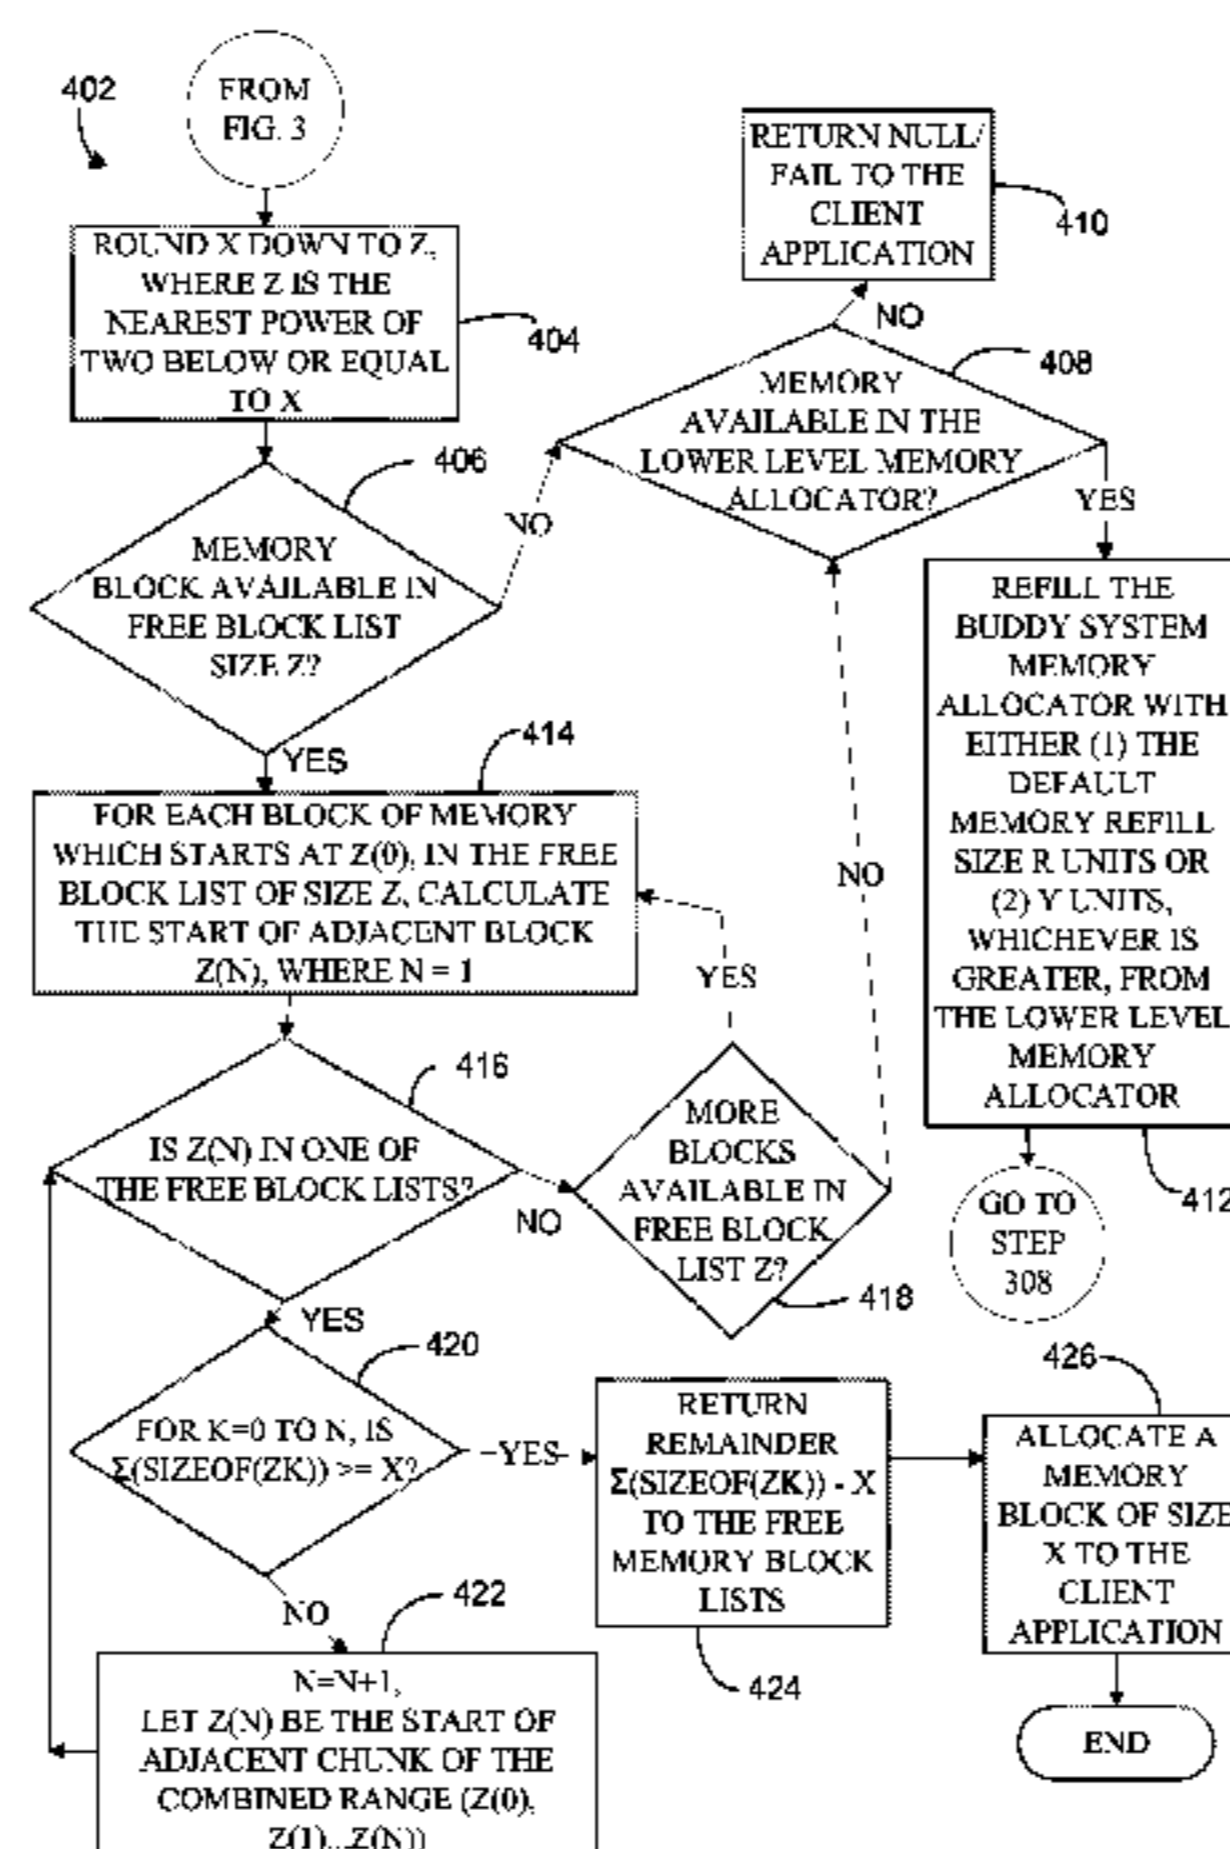 402
FROM
FIG. 3
ROUND X DOWN TO Z,
WHERE Z IS THE
NEAREST POWER OF
TWO BELOW OR EQUAL
TO X
404
MEMORY
BLOCK AVAILABLE IN
FREE BLOCK LIST
SIZE Z?
406
NO
YES
RETURN NULL/
FAIL TO THE
CLIENT
APPLICATION
410
NO
MEMORY
AVAILABLE IN THE
LOWER LEVEL MEMORY
ALLOCATOR?
408
YES
REFILL THE
BUDDY SYSTEM
MEMORY
ALLOCATOR WITH
EITHER (1) THE
DEFAULT
MEMORY REFILL
SIZE R UNITS OR
(2) Y UNITS,
WHICHEVER IS
GREATER, FROM
THE LOWER LEVEL
MEMORY
ALLOCATOR
412
GO TO
STEP
308
414
FOR EACH BLOCK OF MEMORY
WHICH STARTS AT Z(0), IN THE FREE
BLOCK LIST OF SIZE Z, CALCULATE
THE START OF ADJACENT BLOCK
Z(N), WHERE N = 1
416
IS Z(N) IN ONE OF
THE FREE BLOCK LISTS?
NO
YES
MORE
BLOCKS
AVAILABLE IN
FREE BLOCK
LIST Z?
418
YES
NO
420
FOR K=0 TO N, IS
Σ(SIZEOF(ZK)) >= X?
YES
NO
RETURN
REMAINDER
Σ(SIZEOF(ZK)) - X
TO THE FREE
MEMORY BLOCK
LISTS
424
426
ALLOCATE A
MEMORY
BLOCK OF SIZE
X TO THE
CLIENT
APPLICATION
END
422
N=N+1,
LET Z(N) BE THE START OF
ADJACENT CHUNK OF THE
COMBINED RANGE (Z(0),
Z(1)...Z(N))